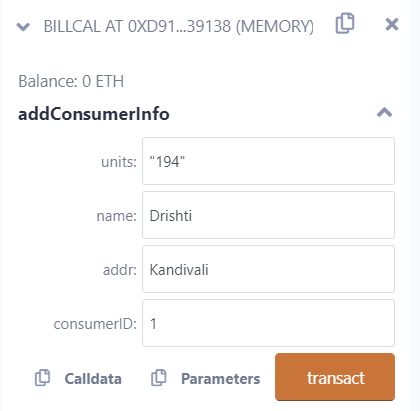 BILLCAL AT 0XD91...39138 (MEMORY)
Balance: 0 ETH
addConsumerInfo
units: "194"
name: Drishti
addr: Kandivali
consumerID: 1
Calldata Parameters transact